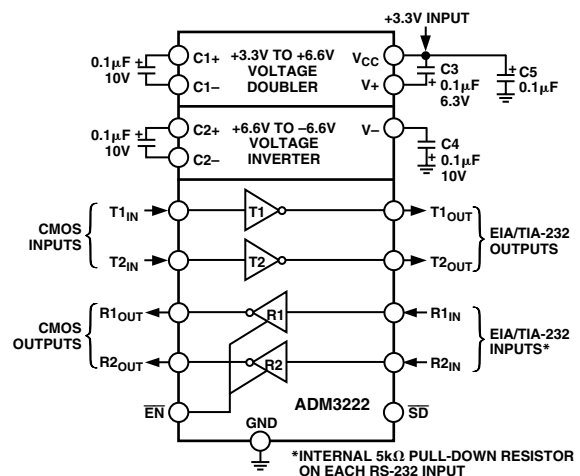 +3.3V INPUT
0.1µF
10V
+
C1+
C1–
+3.3V TO +6.6V
VOLTAGE
DOUBLER
VCC
V+
+
C3
0.1µF
6.3V
+
C5
0.1µF
0.1µF
10V
+
C2+
C2–
+6.6V TO –6.6V
VOLTAGE
INVERTER
V–
+
C4
0.1µF
10V
CMOS
INPUTS
T1IN
T2IN
T1
T2
T1OUT
T2OUT
EIA/TIA-232
OUTPUTS
CMOS
OUTPUTS
R1OUT
R2OUT
R1
R2
R1IN
R2IN
EIA/TIA-232
INPUTS*
EN
GND
ADM3222
SD
*INTERNAL 5kΩ PULL-DOWN RESISTOR
ON EACH RS-232 INPUT